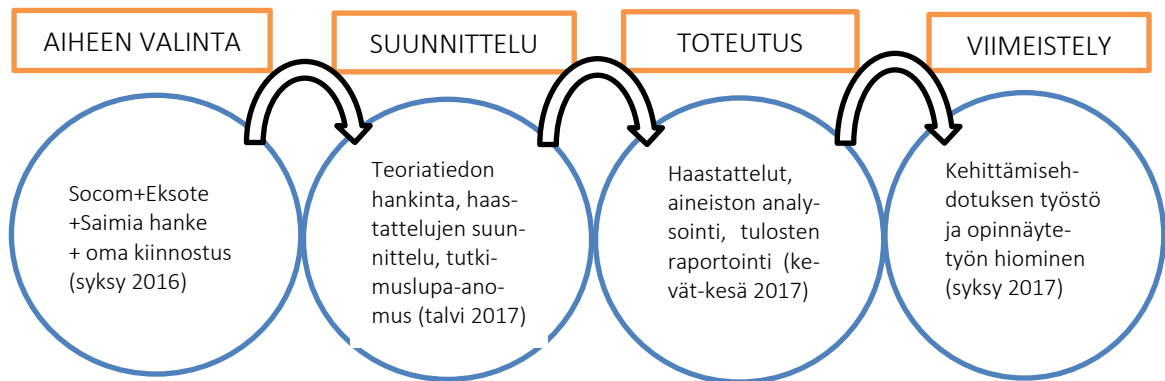 AIHEEN VALINTA
SUUNNITTELU
TOTEUTUS
VIIMEISTELY
Socom+Eksote
+Saimia hanke
+ oma kiinnostus
(syksy 2016)
Teoriatiedon
hankinta, haas-
tattelujen suun-
nittelu, tutki-
muslupa-ano-
mus (talvi 2017)
Haastattelut,
aineiston analy-
sointi, tulosten
raportointi (ke-
vät-kesä 2017)
Kehittämiseh-
dotuksen työstö
ja opinnäyte-
työn hiominen
(syksy 2017)